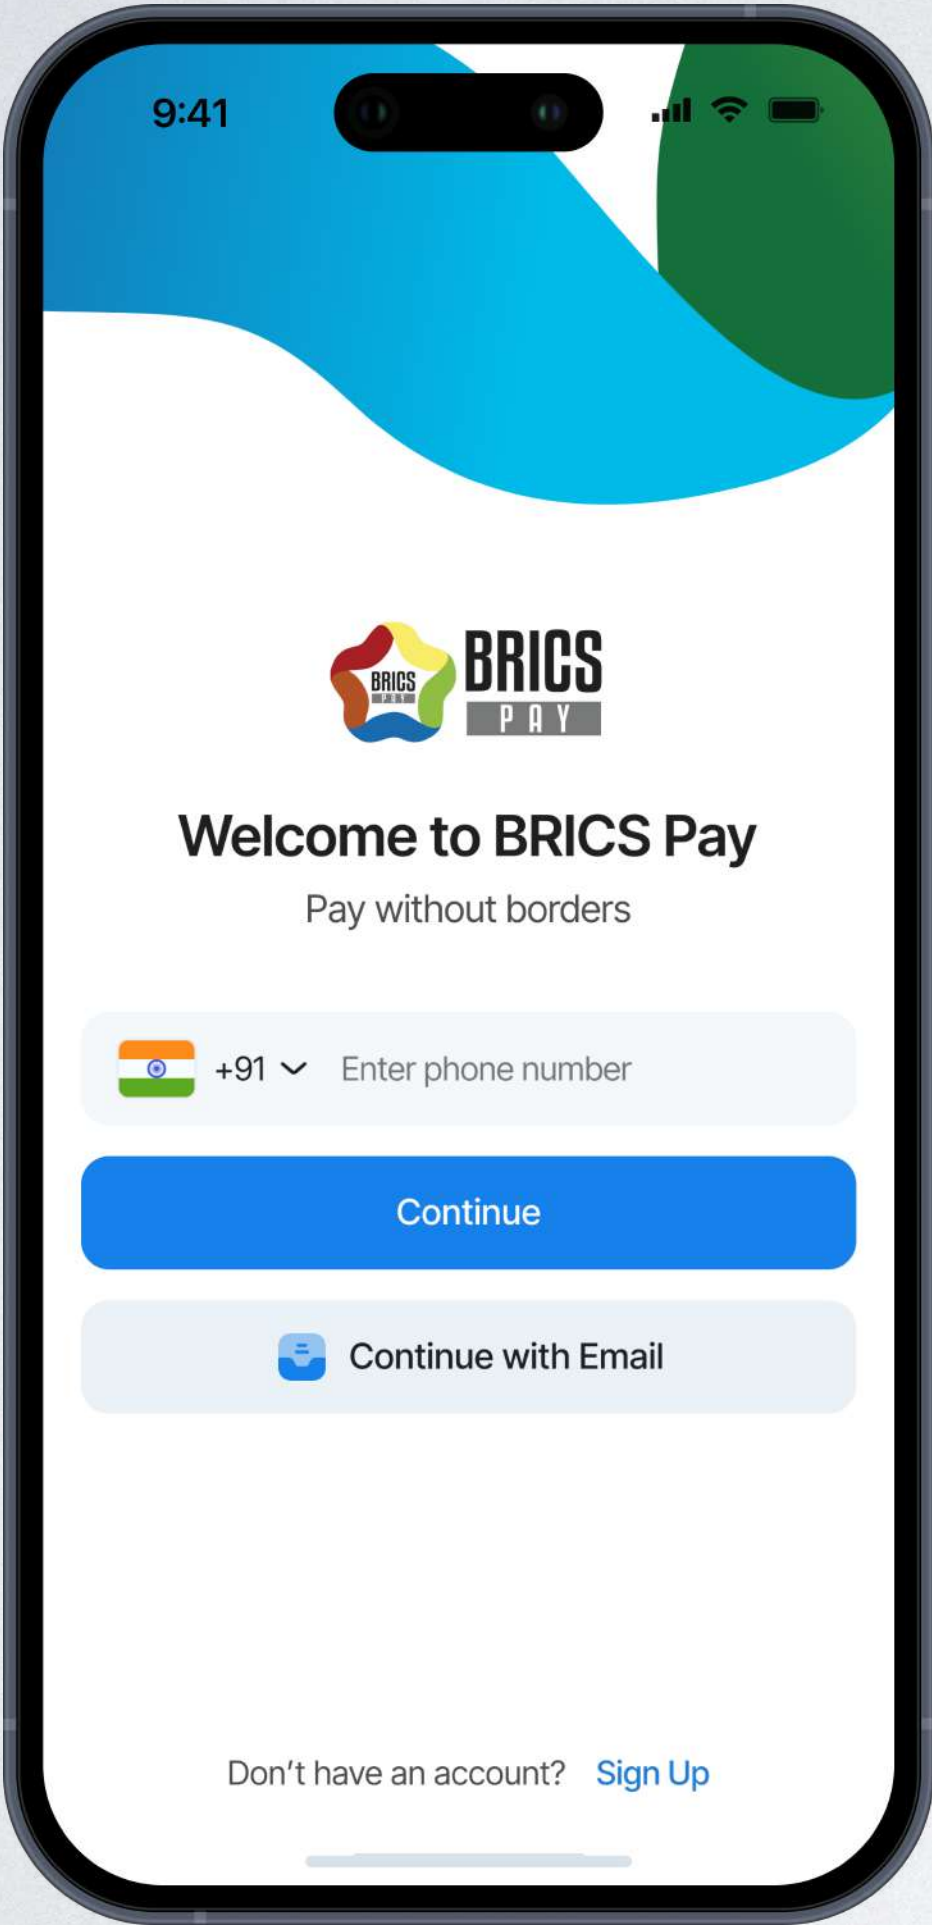 9:41
BRICS
PAY
BRICS
PAY
Welcome to BRICS Pay
Pay without borders
+91 Enter phone number
Continue
Continue with Email
Don’t have an account? Sign Up